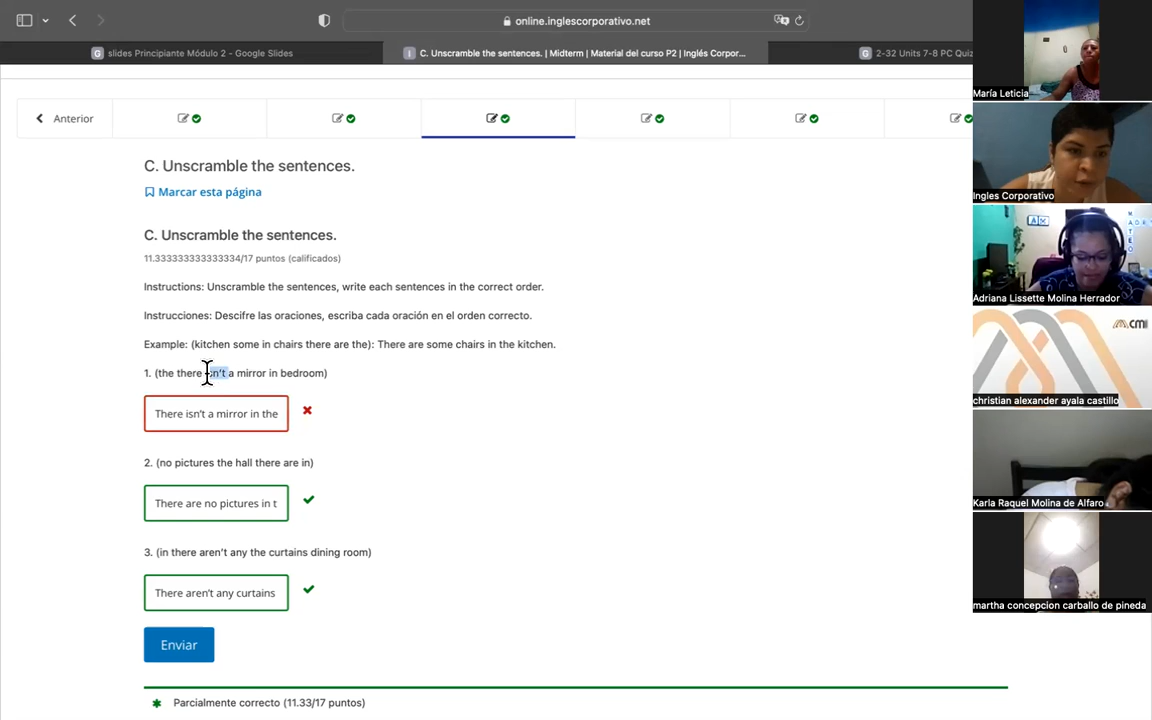 online.inglescorporativo.net
slides Principiante Módulo 2 - Google Slides
C. Unscramble the sentences. | Midterm | Material del curso P2 | Inglés Corpor...
2-32 Units 7-8 PC Quiz
Anterior
C. Unscramble the sentences.
Marcar esta página
C. Unscramble the sentences.
11.333333333333334/17 puntos (calificados)
Instructions: Unscramble the sentences, write each sentences in the correct order.
Instrucciones: Descifre las oraciones, escriba cada oración en el orden correcto.
Example: (kitchen some in chairs there are the): There are some chairs in the kitchen.
1. (the there isn't a mirror in bedroom)
There isn't a mirror in the
2. (no pictures the hall there are in)
There are no pictures in t
3. (in there aren't any the curtains dining room)
There aren't any curtains
Enviar
Parcialmente correcto (11.33/17 puntos)
María Leticia
Ingles Corporativo
Adriana Lissette Molina Herrador
CMI
christian alexander ayala castillo
Karla Raquel Molina de Alfaro
martha concepcion carballo de pineda